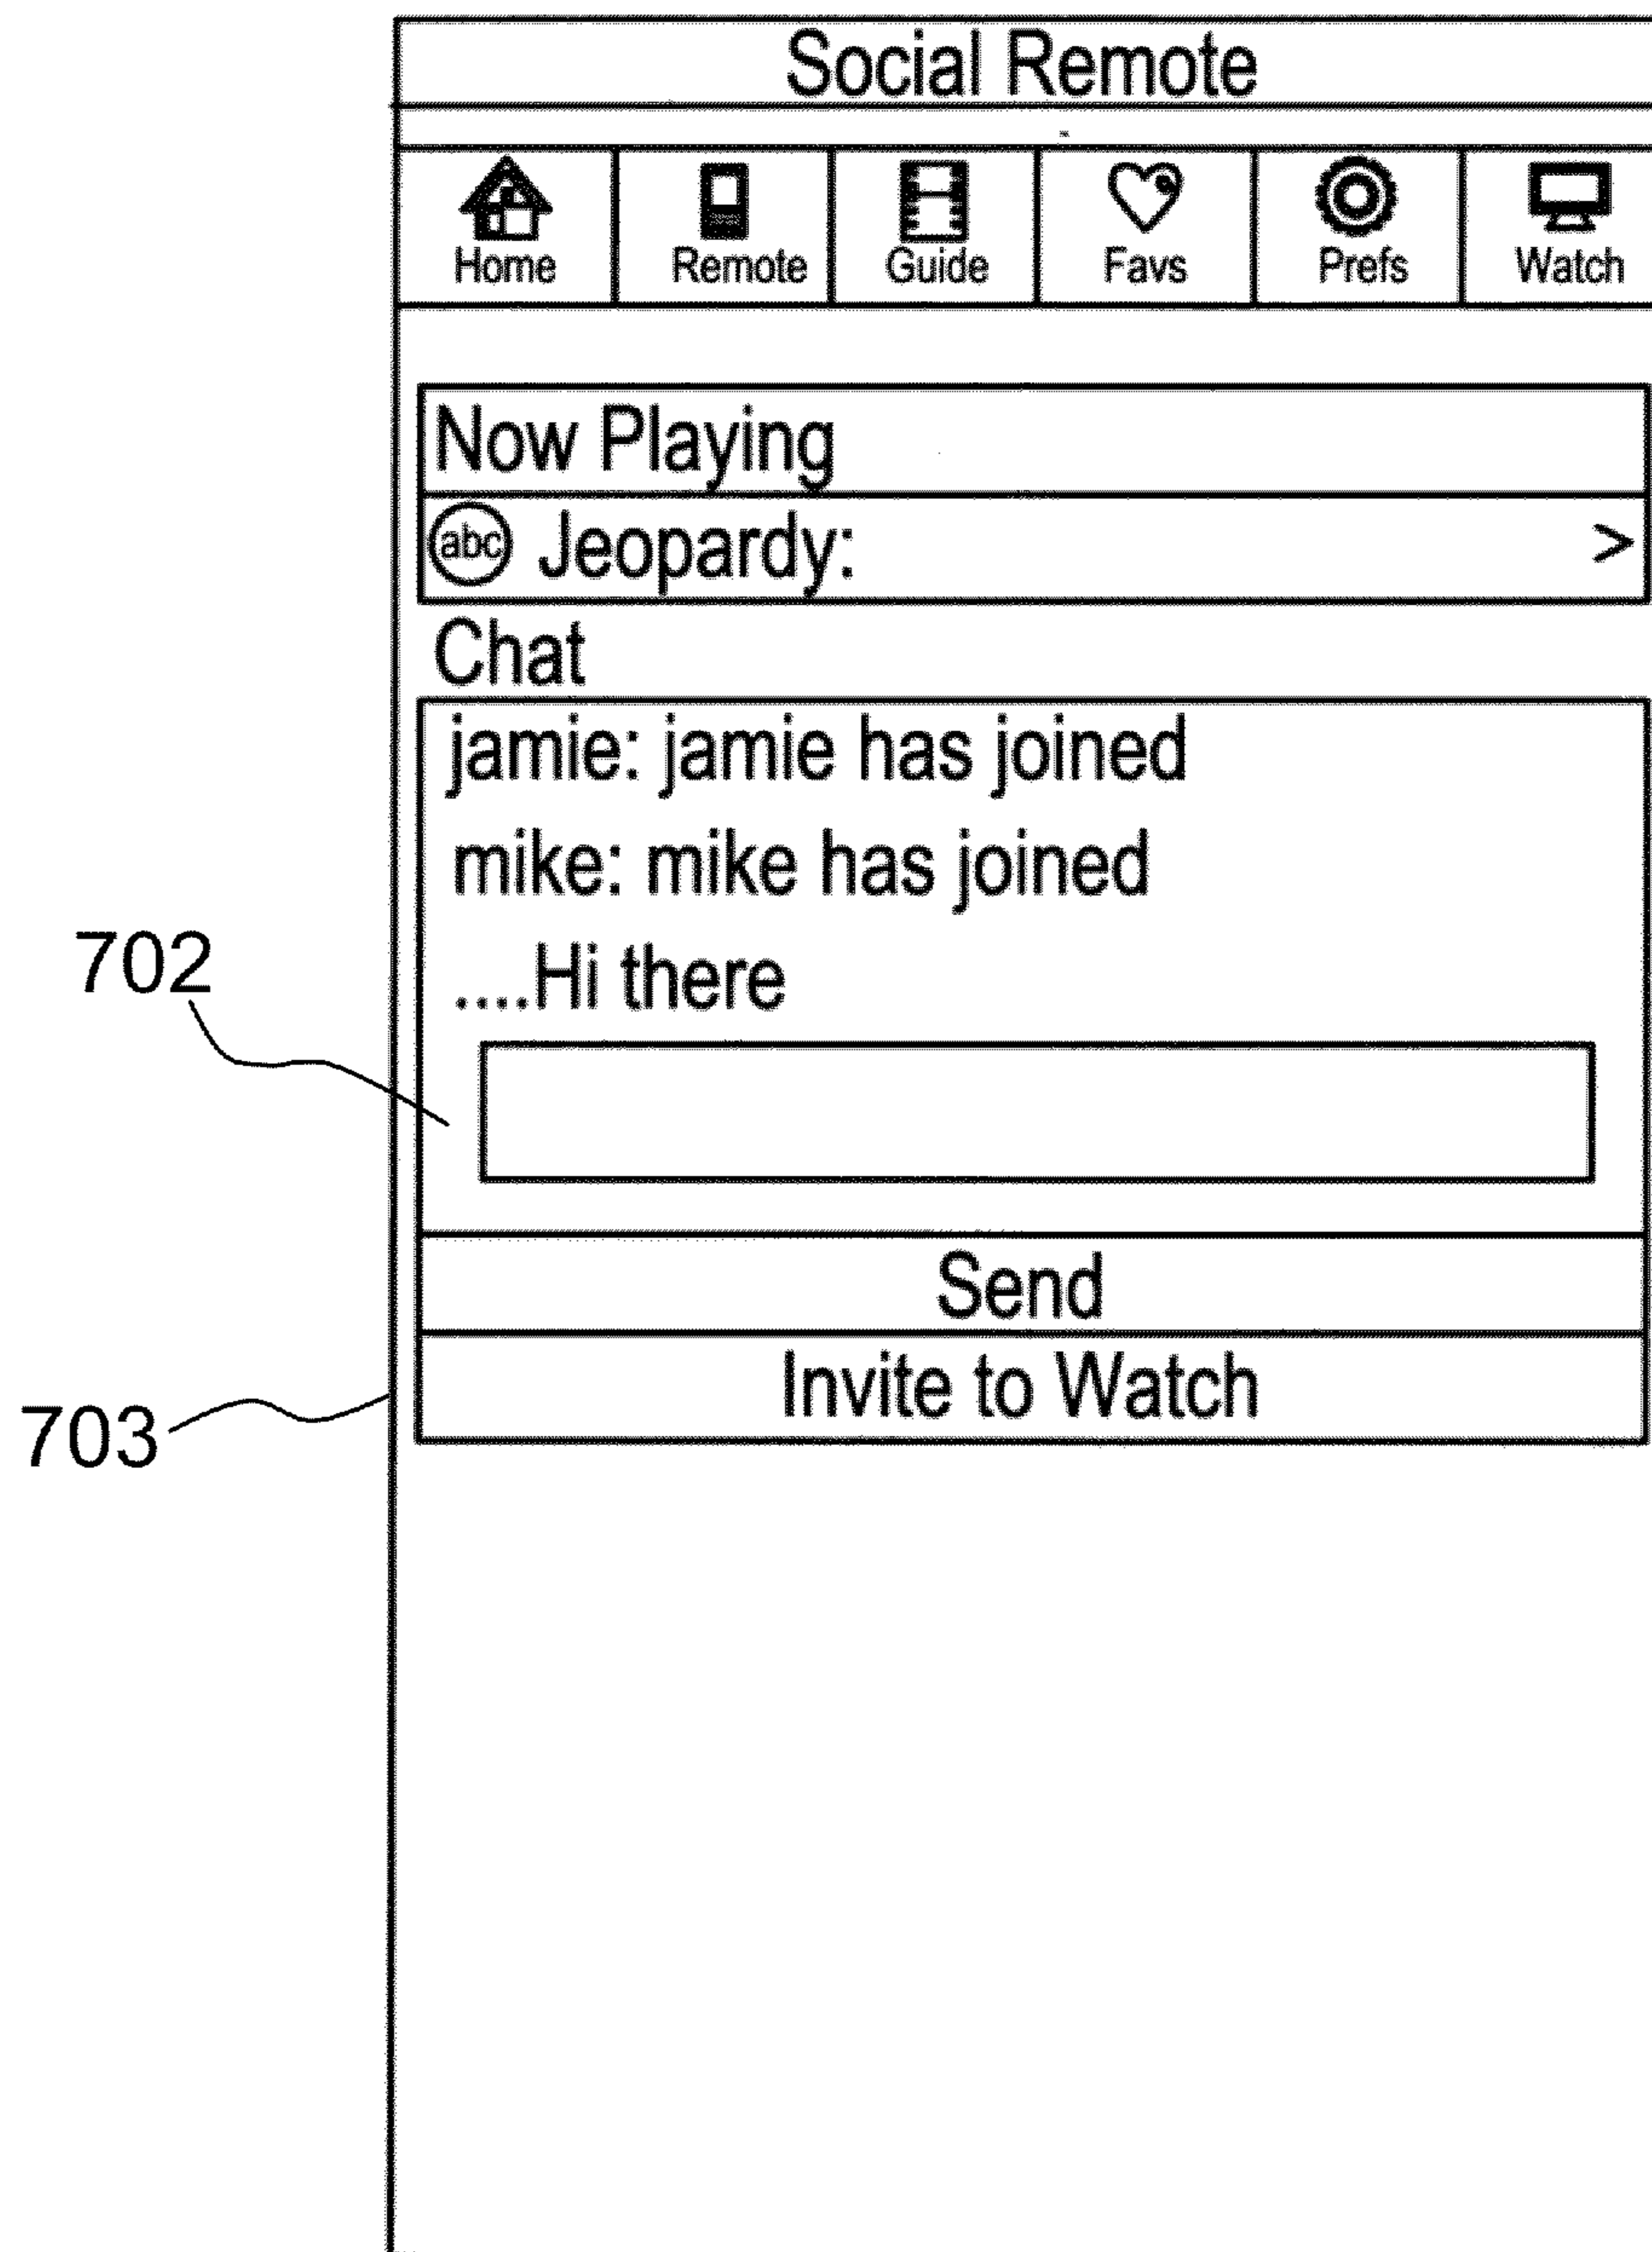 Social Remote
Home Remote Guide Favs Prefs Watch
Now Playing
abc Jeopardy: >
Chat
jamie: jamie has joined
mike: mike has joined
....Hi there
702
Send
Invite to Watch
703